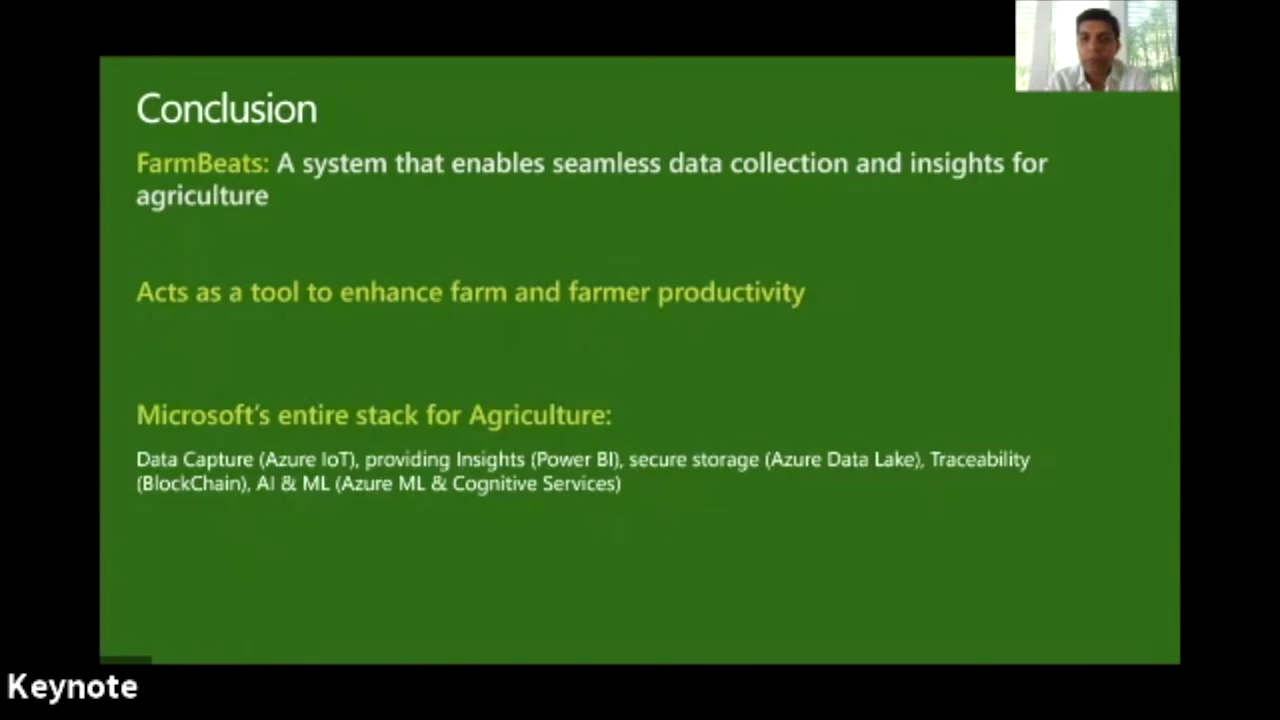 Conclusion
FarmBeats: A system that enables seamless data collection and insights for
agriculture
Acts as a tool to enhance farm and farmer productivity
Microsoft's entire stack for Agriculture:
Data Capture (Azure IoT), providing Insights (Power BI), secure storage (Azure Data Lake), Traceability
(BlockChain), AI & ML (Azure ML & Cognitive Services)
Keynote